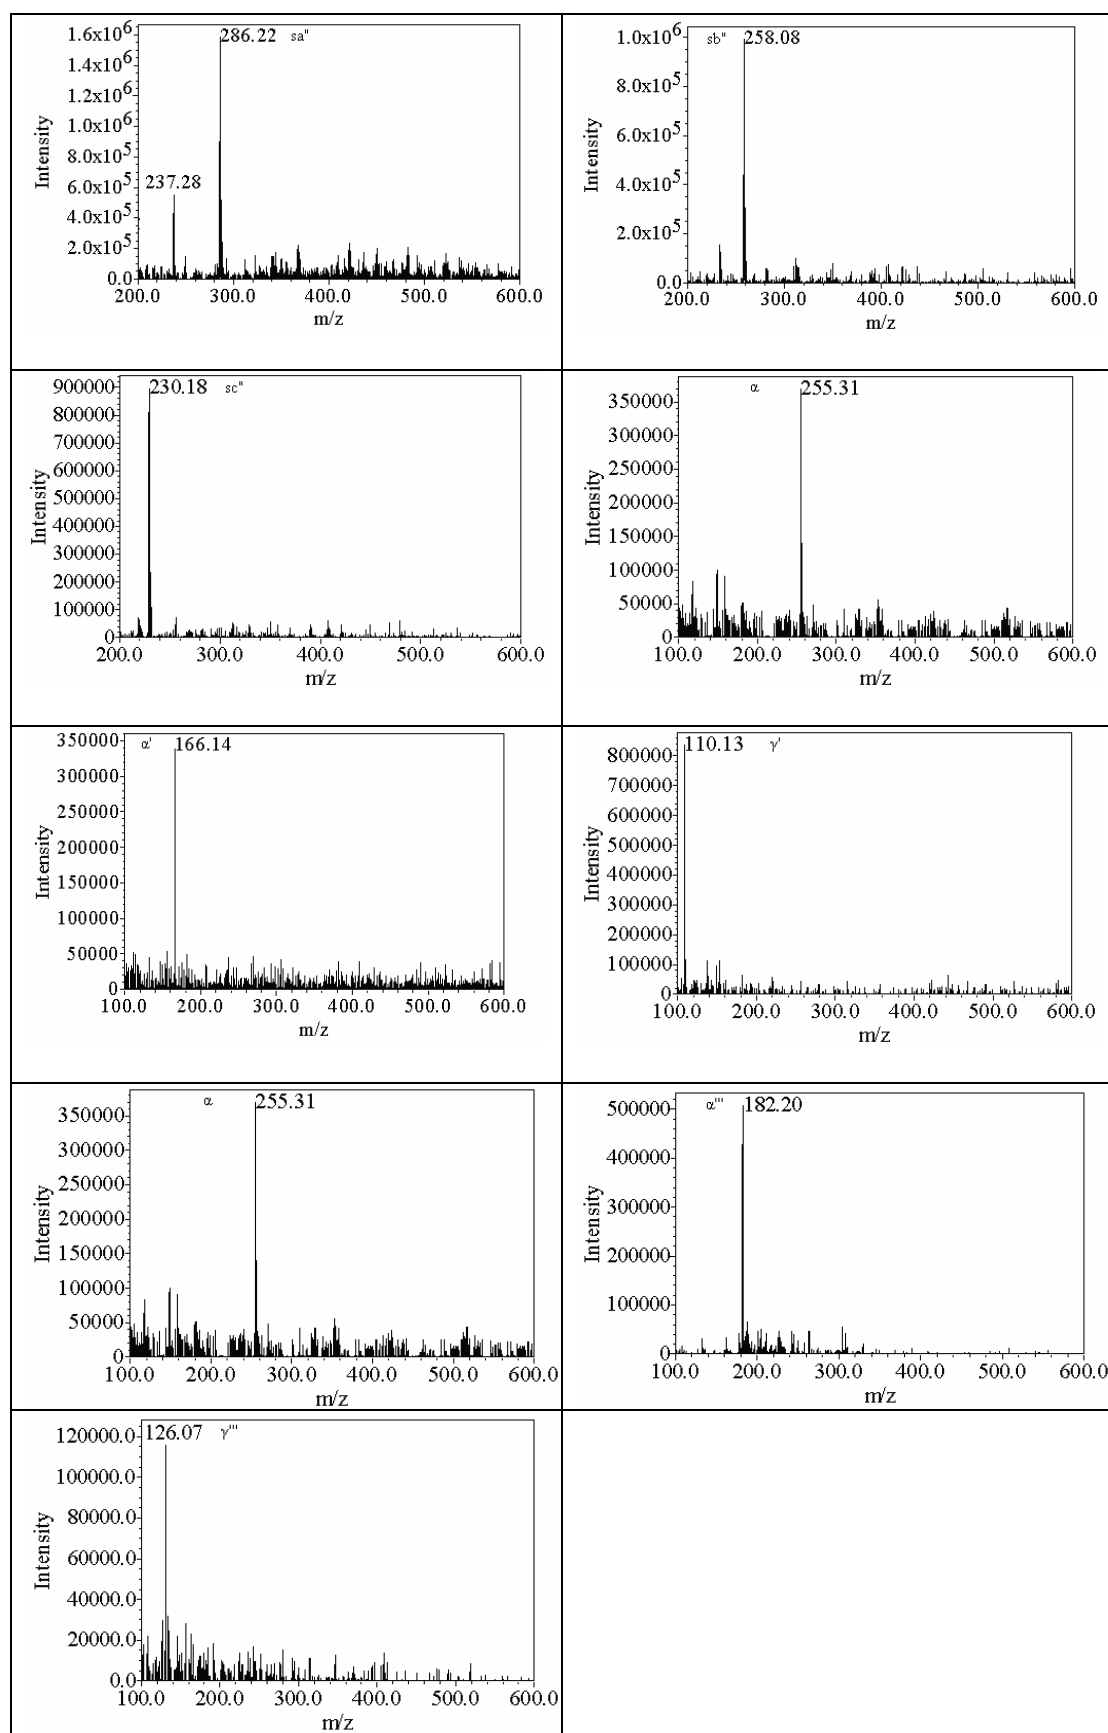 286.22 sa"
1.6x10^6
1.4x10^6
1.2x10^6
1.0x10^6
8.0x10^5
6.0x10^5
4.0x10^5
2.0x10^5
0.0
237.28
Intensity
200.0 300.0 400.0 500.0 600.0
m/z
sb" 258.08
1.0x10^6
8.0x10^5
6.0x10^5
4.0x10^5
2.0x10^5
0.0
Intensity
200.0 300.0 400.0 500.0 600.0
m/z
230.18 sc"
900000
800000
700000
600000
500000
400000
300000
200000
100000
0
Intensity
200.0 300.0 400.0 500.0 600.0
m/z
α 255.31
350000
300000
250000
200000
150000
100000
50000
0
Intensity
100.0 200.0 300.0 400.0 500.0 600.0
m/z
α' 166.14
350000
300000
250000
200000
150000
100000
50000
0
Intensity
100.0 200.0 300.0 400.0 500.0 600.0
m/z
110.13 γ'
800000
700000
600000
500000
400000
300000
200000
100000
0
Intensity
100.0 200.0 300.0 400.0 500.0 600.0
m/z
α 255.31
350000
300000
250000
200000
150000
100000
50000
0
Intensity
100.0 200.0 300.0 400.0 500.0 600.0
m/z
α''' 182.20
500000
400000
300000
200000
100000
0
Intensity
100.0 200.0 300.0 400.0 500.0 600.0
m/z
126.07 γ'''
120000.0
100000.0
80000.0
60000.0
40000.0
20000.0
0.0
Intensity
100.0 200.0 300.0 400.0 500.0 600.0
m/z